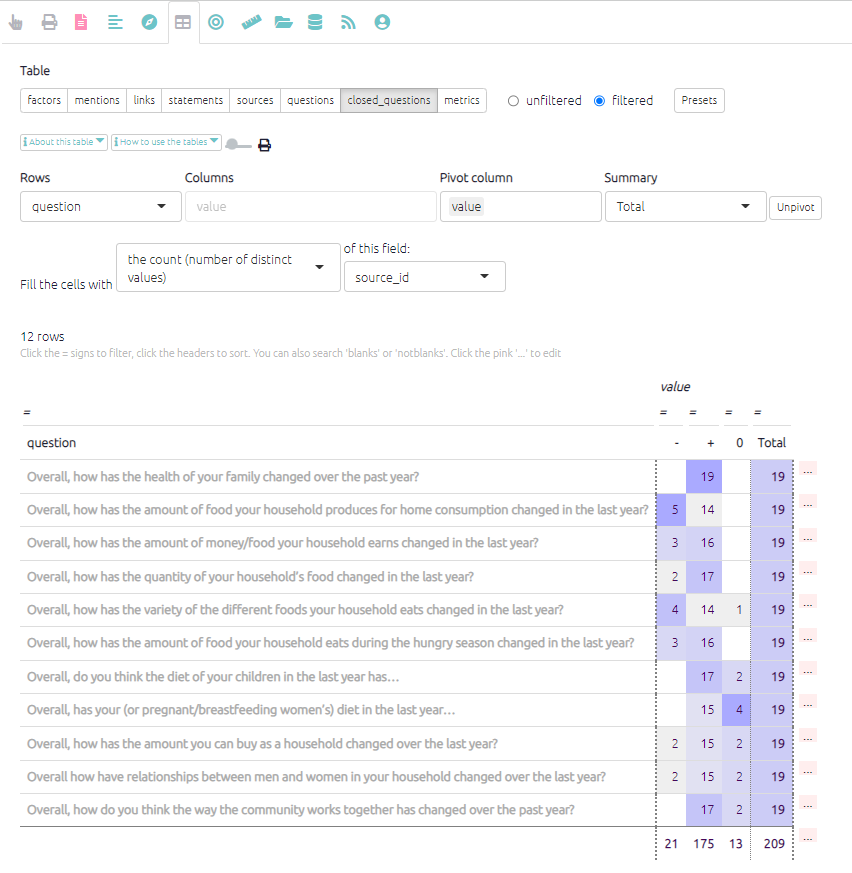 Table
factors mentions links statements sources questions closed_questions metrics unfiltered filtered Presets
About this table How to use the tables
Rows Columns Pivot column Summary
question value value Total Unpivot
Fill the cells with the count (number of distinct values) of this field: source_id
12 rows
Click the = signs to filter, click the headers to sort. You can also search 'blanks' or 'notblanks'. Click the pink '...' to edit
value
= = = = =
question - + 0 Total
Overall, how has the health of your family changed over the past year? 19 19 ...
Overall, how has the amount of food your household produces for home consumption changed in the last year? 5 14 19 ...
Overall, how has the amount of money/food your household earns changed in the last year? 3 16 19 ...
Overall, how has the quantity of your household's food changed in the last year? 2 17 19 ...
Overall, how has the variety of the different foods your household eats changed in the last year? 4 14 1 19 ...
Overall, how has the amount of food your household eats during the hungry season changed in the last year? 3 16 19 ...
Overall, do you think the diet of your children in the last year has... 17 2 19 ...
Overall, has your (or pregnant/breastfeeding women's) diet in the last year... 15 4 19 ...
Overall, how has the amount you can buy as a household changed over the last year? 2 15 2 19 ...
Overall how have relationships between men and women in your household changed over the last year? 2 15 2 19 ...
Overall, how do you think the way the community works together has changed over the past year? 17 2 19 ...
21 175 13 209 ...